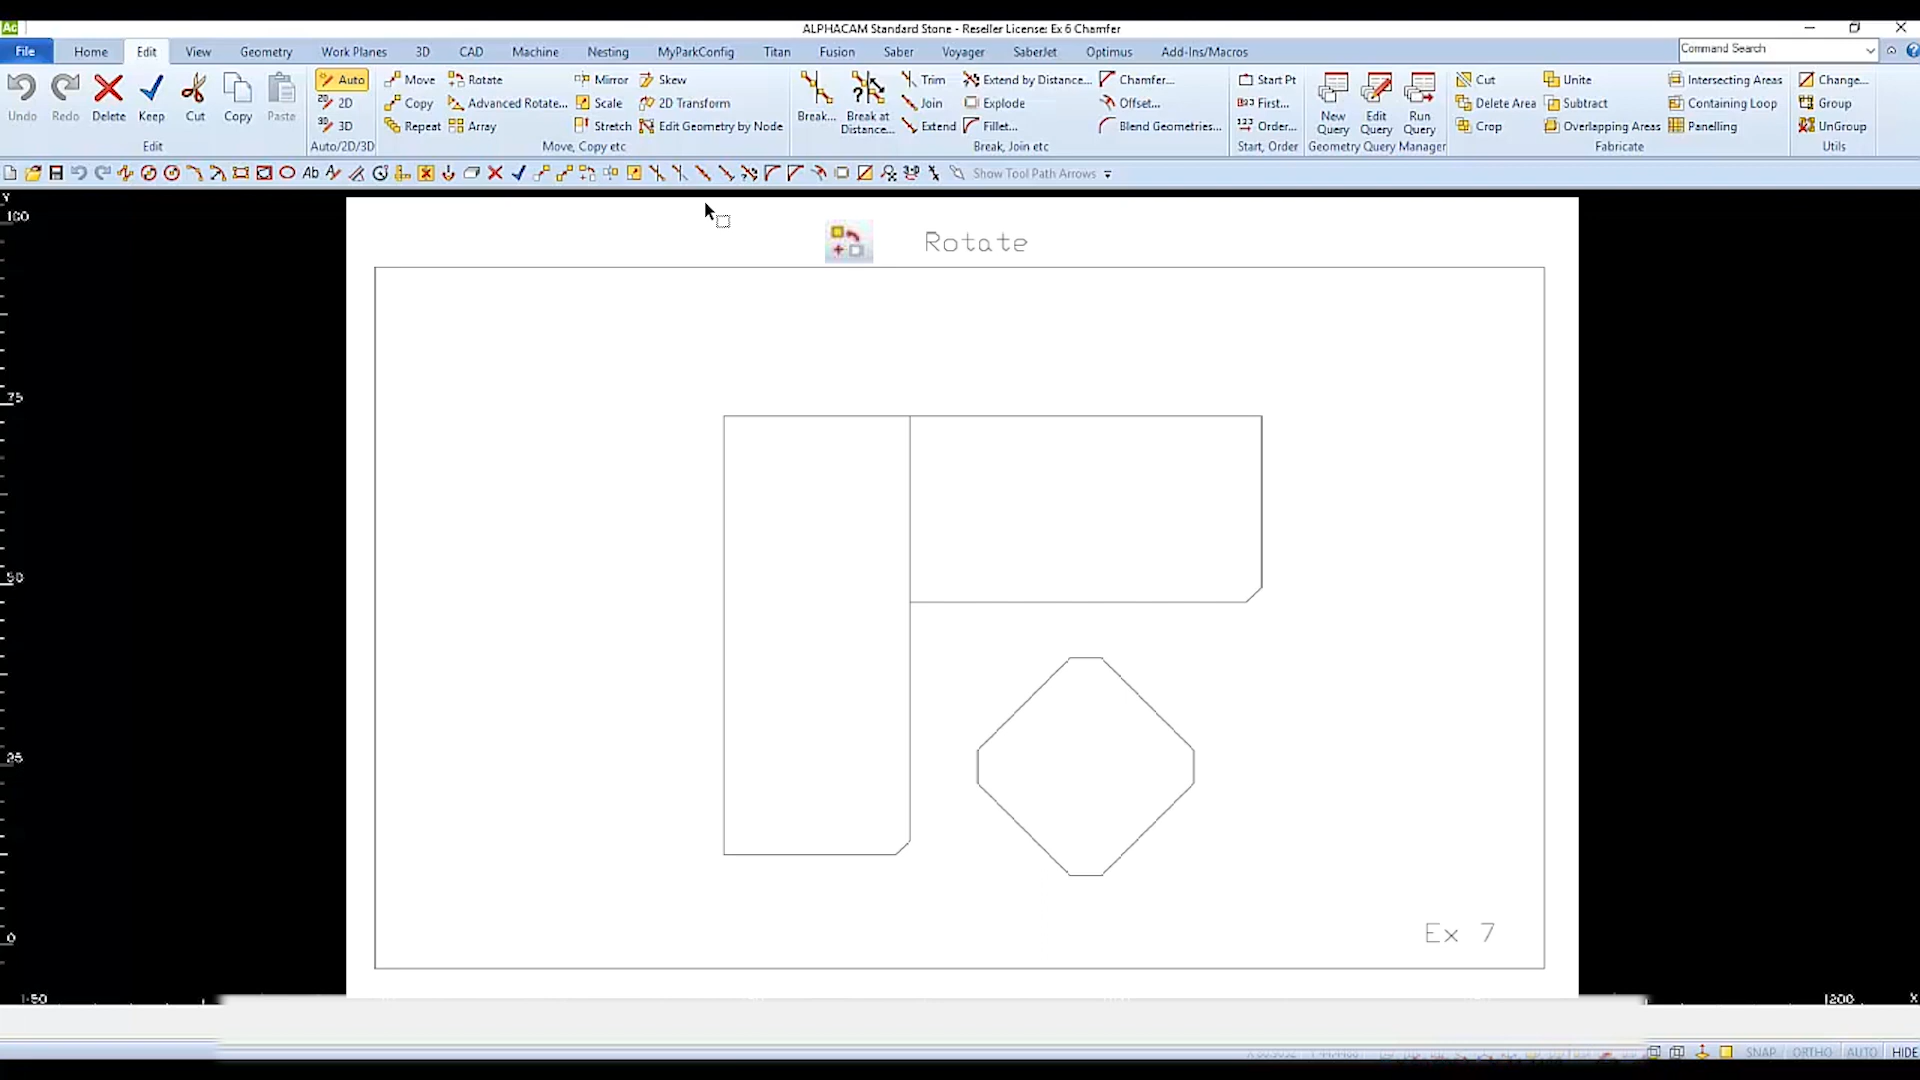 ALPHACAM Standard Stone - Reseller License: Ex 6 Chamfer
File Home Edit View Geometry Work Planes 3D CAD Machine Nesting MyParkConfig Titan Fusion Saber Voyager SaberJet Optimus Add-Ins/Macros Command Search
Auto Move Rotate Mirror Skew Trim Extend by Distance... Chamfer... Start Pt Cut Unite Intersecting Areas Change...
2D Copy Advanced Rotate... Scale 2D Transform Join Explode Offset... First... Delete Area Subtract Containing Loop Group
Undo Redo Delete Keep Cut Copy Paste Break... Break at Distance... New Query Edit Query Run Query
3D Repeat Array Stretch Edit Geometry by Node Extend Fillet... Blend Geometries... Order... Crop Overlapping Areas Panelling UnGroup
Edit Auto/2D/3D Move, Copy etc Break, Join etc Start, Order Geometry Query Manager Fabricate Utils
Ab Show Tool Path Arrows
Y
100
Rotate
75
50
25
0
Ex 7
200 X
SNAP ORTHO AUTO HIDE